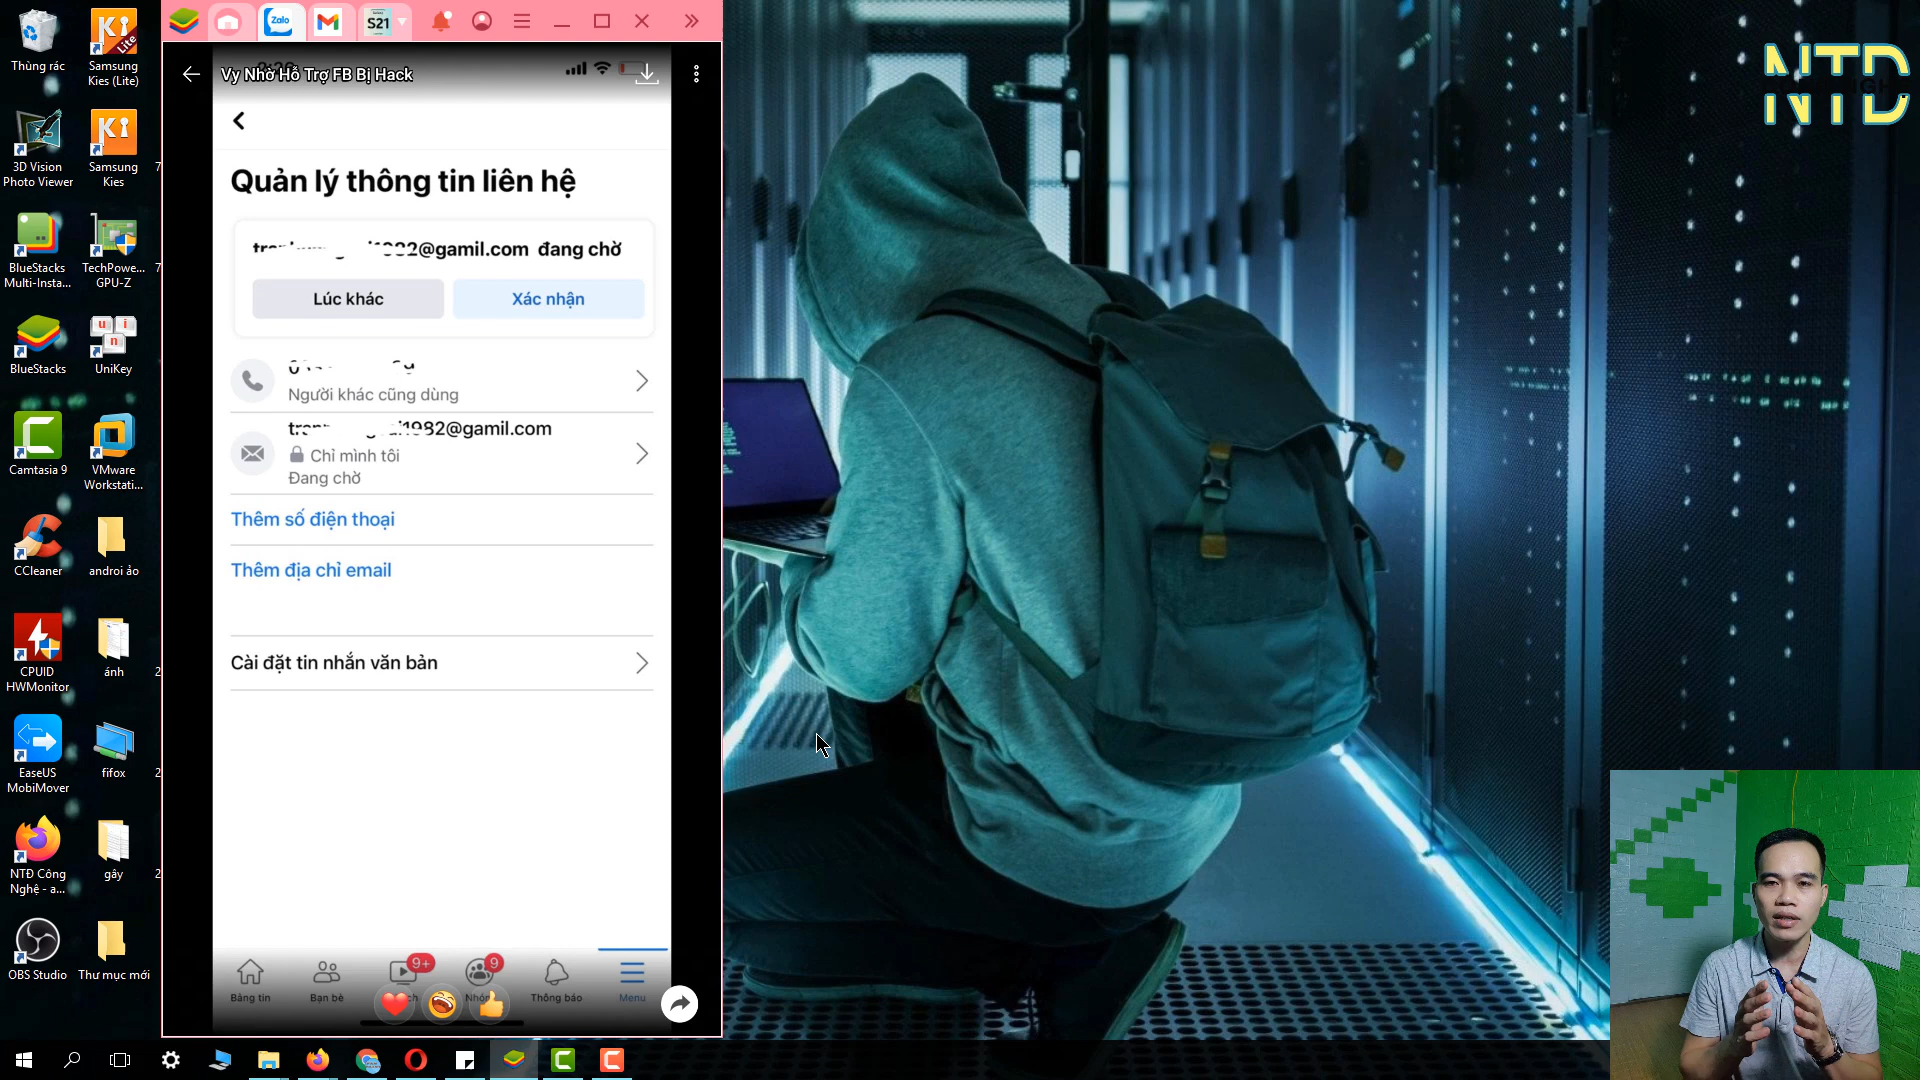 Thùng rác
Samsung
Kies (Lite)
3D Vision
Photo Viewer
Samsung
Kies
BlueStacks
Multi-Insta...
TechPowe...
GPU-Z
BlueStacks
UniKey
Camtasia 9
VMware
Workstati...
CCleaner
androi ảo
CPUID
HWMonitor
ánh
EaseUS
MobiMover
fifox
NTĐ Công
Nghệ - a...
gây
OBS Studio
Thư mục mới
Zalo
S21
Vy Nhờ Hỗ Trợ FB Bị Hack
Quản lý thông tin liên hệ
1982@gamil.com đang chờ
Lúc khác
Xác nhận
Người khác cũng dùng
1982@gamil.com
Chỉ mình tôi
Đang chờ
Thêm số điện thoại
Thêm địa chỉ email
Cài đặt tin nhắn văn bản
9+
9
Bảng tin
Bạn bè
Thông báo
Menu
NTD